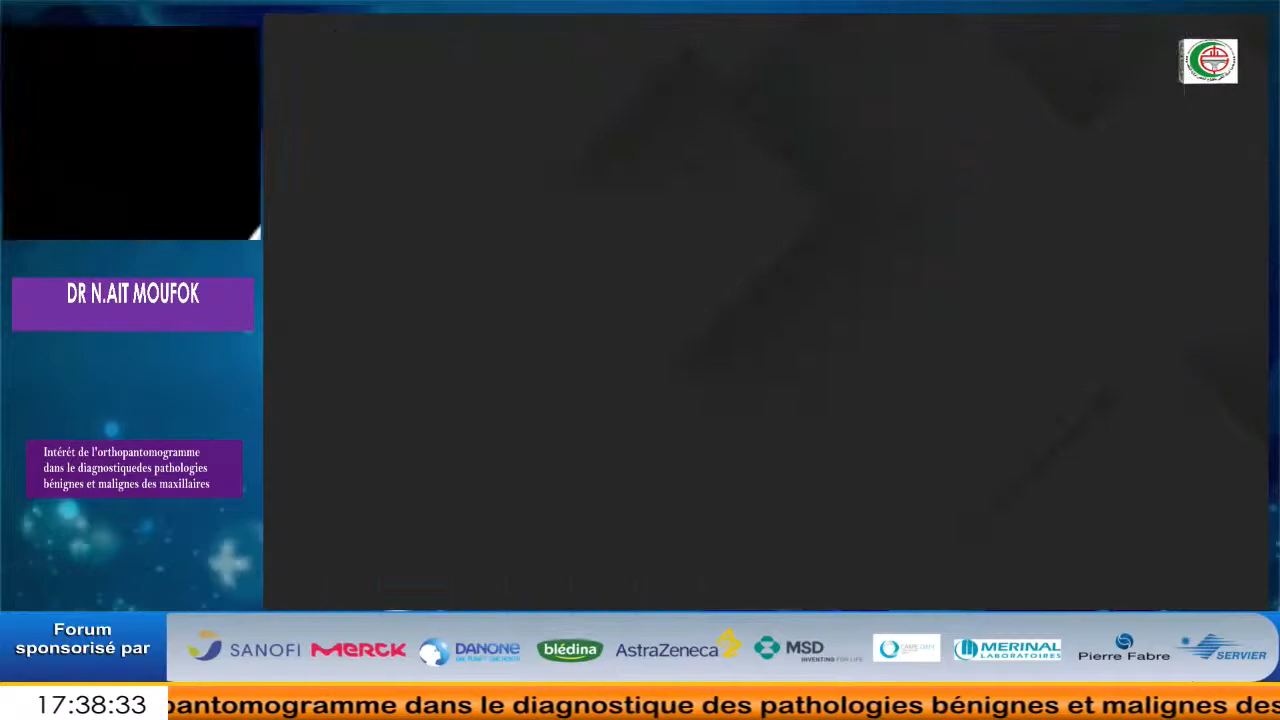 DR N.AIT MOUFOK
Intérét de l'orthopantomogramme
dans le diagnostiquedes pathologies
bénignes et malignes des maxillaires
Forum
sponsorisé par
SANOFI
MERCK
DANONE
blédina
AstraZeneca
MSD
INVENTING FOR LIFE
MERINAL
LABORATOIRES
Pierre Fabre
SERVIER
17:38:33
pantomogramme dans le diagnostique des pathologies bénignes et malignes des